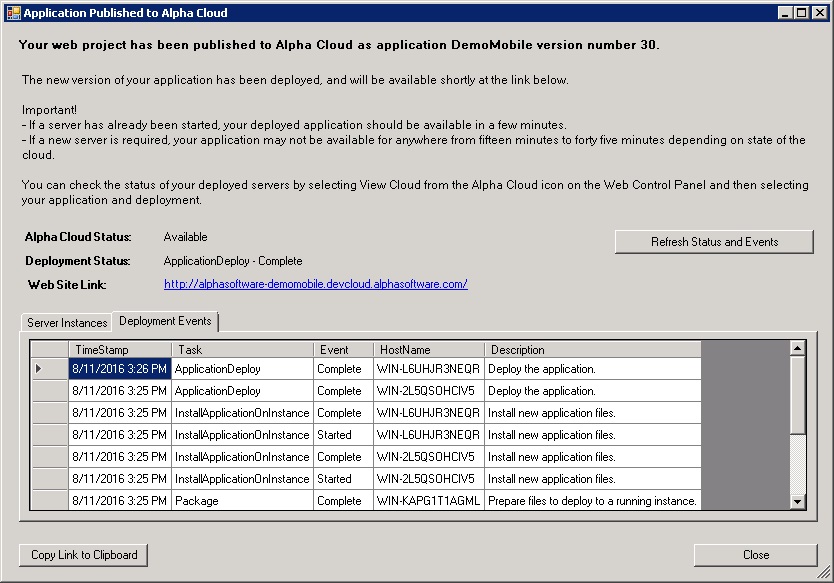 Application Published to Alpha Cloud
Your web project has been published to Alpha Cloud as application DemoMobile version number 30.
The new version of your application has been deployed, and will be available shortly at the link below.
Important!
- If a server has already been started, your deployed application should be available in a few minutes.
- If a new server is required, your application may not be available for anywhere from fifteen minutes to forty five minutes depending on state of the
cloud.
You can check the status of your deployed servers by selecting View Cloud from the Alpha Cloud icon on the Web Control Panel and then selecting
your application and deployment.
Alpha Cloud Status: Available
Refresh Status and Events
Deployment Status: ApplicationDeploy - Complete
Web Site Link: http://alphasoftware-demomobile.devcloud.alphasoftware.com/
Server Instances Deployment Events
TimeStamp Task Event HostName Description
8/11/2016 3:26 PM ApplicationDeploy Complete WIN-L6UHJR3NEQR Deploy the application.
8/11/2016 3:25 PM ApplicationDeploy Complete WIN-2L5QSOHCIV5 Deploy the application.
8/11/2016 3:25 PM InstallApplicationOnInstance Complete WIN-L6UHJR3NEQR Install new application files.
8/11/2016 3:25 PM InstallApplicationOnInstance Started WIN-L6UHJR3NEQR Install new application files.
8/11/2016 3:25 PM InstallApplicationOnInstance Complete WIN-2L5QSOHCIV5 Install new application files.
8/11/2016 3:25 PM InstallApplicationOnInstance Started WIN-2L5QSOHCIV5 Install new application files.
8/11/2016 3:25 PM Package Complete WIN-KAPG1T1AGML Prepare files to deploy to a running instance.
Copy Link to Clipboard Close